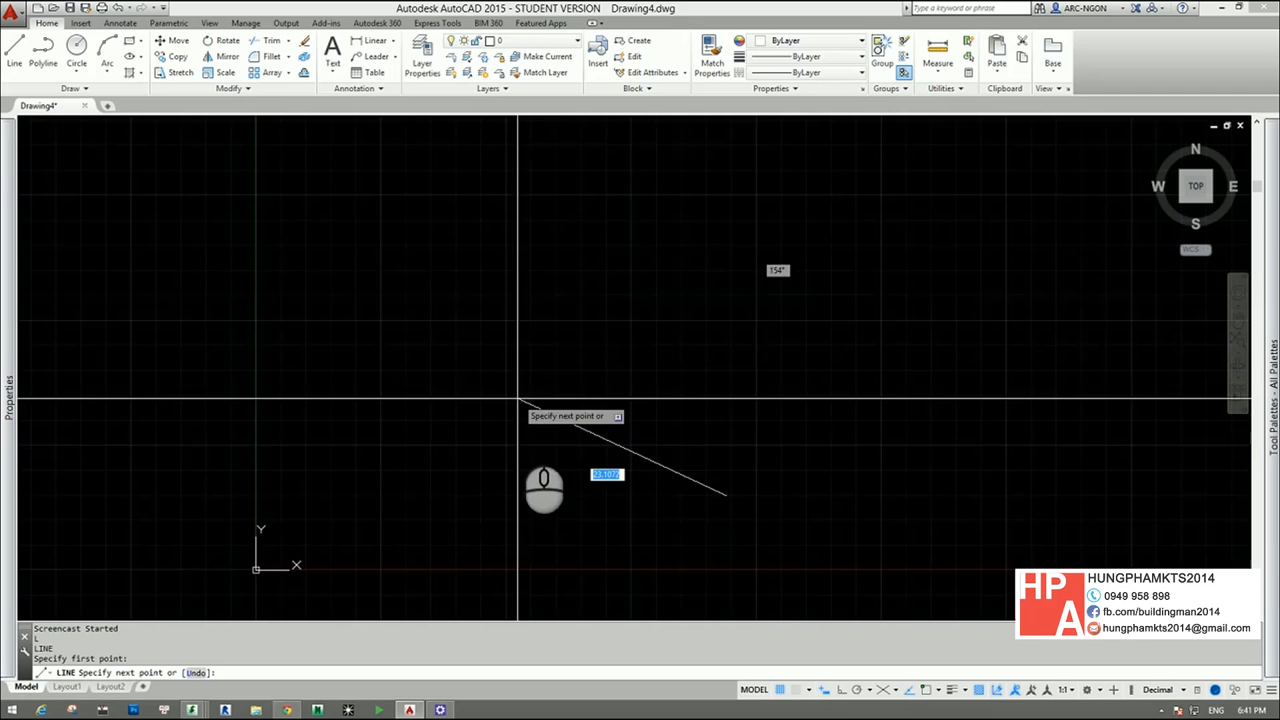 Autodesk AutoCAD 2015 - STUDENT VERSION Drawing4.dwg
Type a keyword or phrase
ARC-NGON
Home Insert Annotate Parametric View Manage Output Add-ins Autodesk 360 Express Tools BIM 360 Featured Apps
Line Polyline Circle Arc
Move Rotate Trim
Copy Mirror Fillet
Stretch Scale Array
Text
Linear
Leader
Table
Layer Properties
0
Make Current
Match Layer
Insert
Create
Edit
Edit Attributes
Match Properties
ByLayer
ByLayer
ByLayer
Group
Measure
Paste
Base
Draw Modify Annotation Layers Block Properties Groups Utilities Clipboard View
Drawing4*
N
W TOP E
S
WCS
154°
Specify next point or
Y
X
Properties
Tool Palettes - All Palettes
HPA
HUNGPHAMKTS2014
0949 958 898
fb.com/buildingman2014
hungphamkts2014@gmail.com
Screencast Started
L
LINE
Specify first point:
LINE Specify next point or [Undo]:
Model Layout1 Layout2
MODEL 1:1 Decimal
ENG 6:41 PM